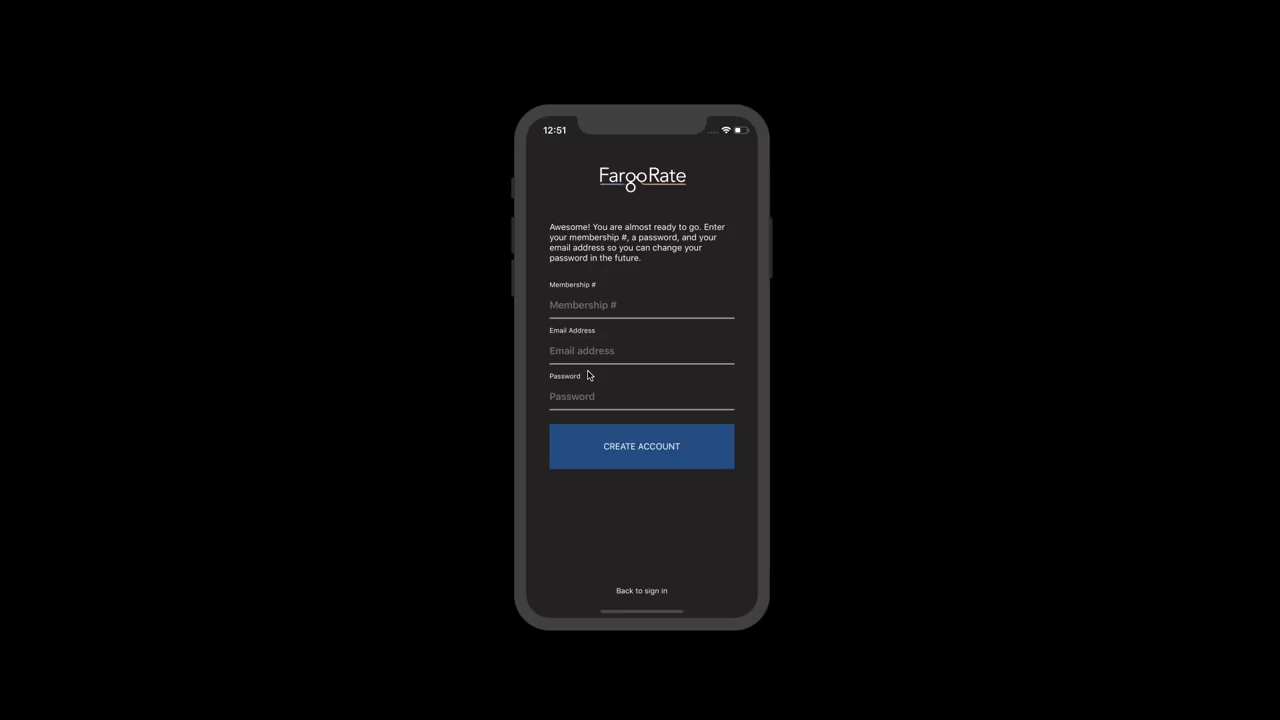 12:51
FargoRate
Awesome! You are almost ready to go. Enter
your membership #, a password, and your
email address so you can change your
password in the future.
Membership #
Membership #
Email Address
Email address
Password
Password
CREATE ACCOUNT
Back to sign in